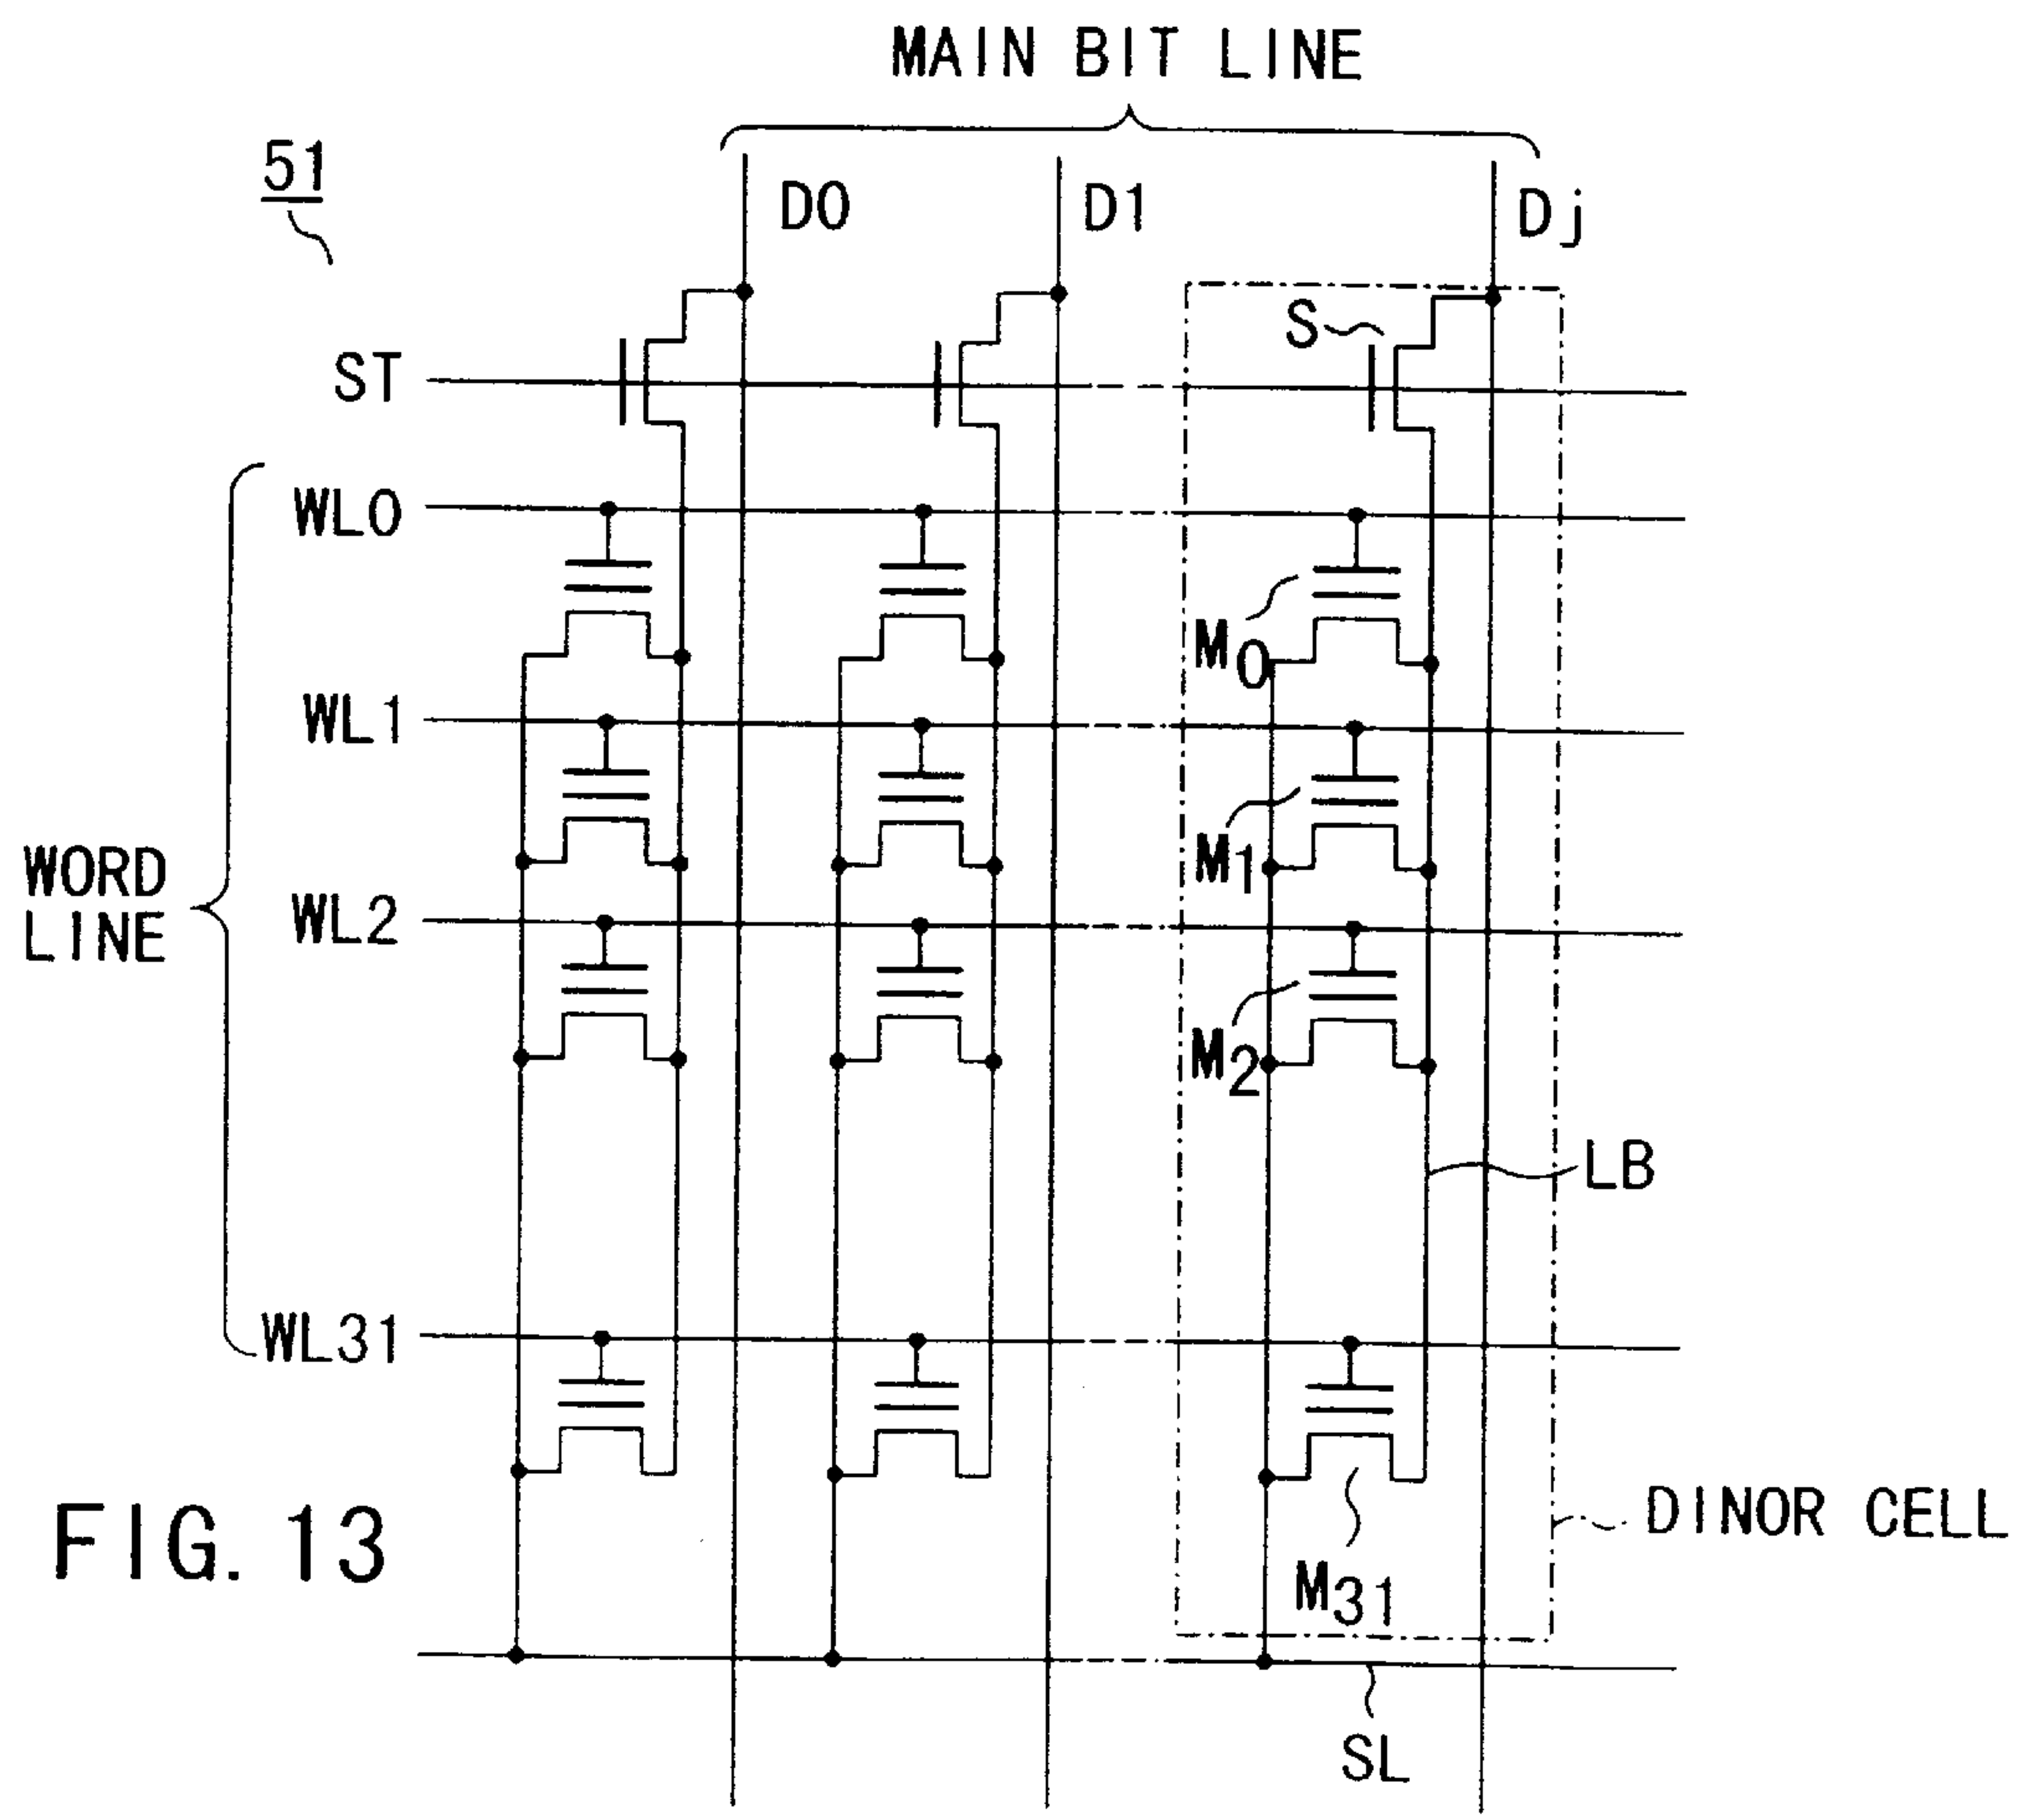 MAIN BIT LINE
51
D0
D1
Dj
S
ST
WL0
M0
WL1
M1
WORD
LINE
WL2
M2
LB
WL31
FIG. 13
DINOR CELL
M31
SL